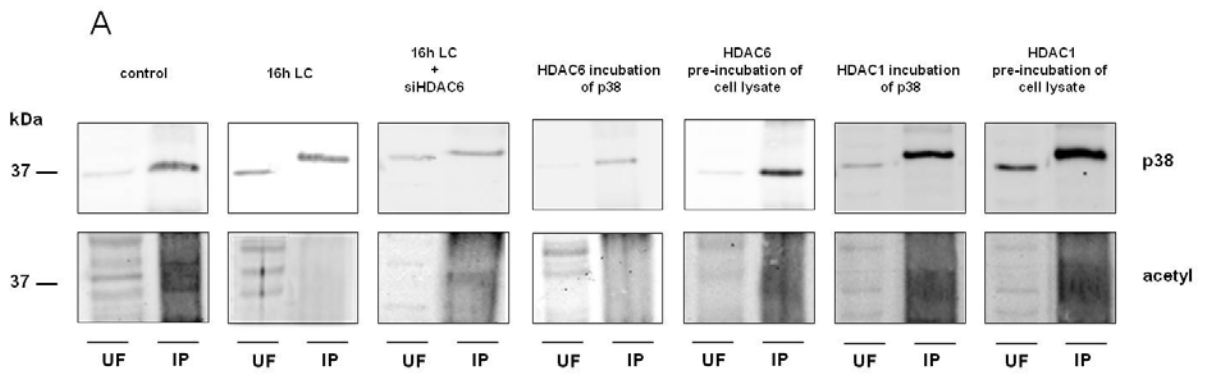 A
control
16h LC
16h LC
+
siHDAC6
HDAC6 incubation
of p38
HDAC6
pre-incubation of
cell lysate
HDAC1 incubation
of p38
HDAC1
pre-incubation of
cell lysate
kDa
37
p38
37
acetyl
UF IP UF IP UF IP UF IP UF IP UF IP UF IP